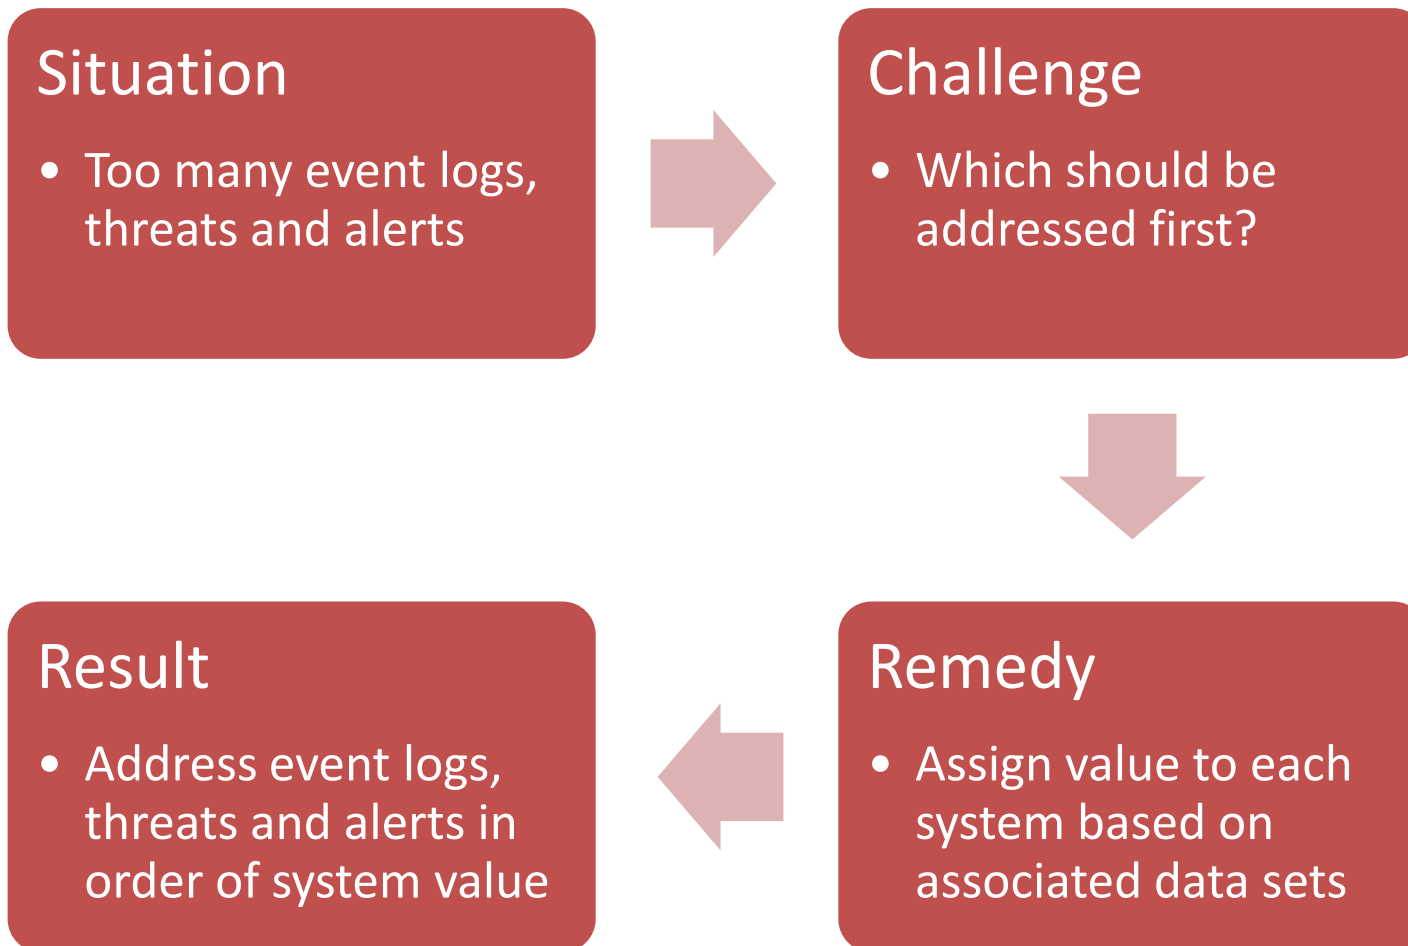 Situation
• Too many event logs,
threats and alerts
Challenge
• Which should be
addressed first?
Remedy
• Assign value to each
system based on
associated data sets
Result
• Address event logs,
threats and alerts in
order of system value